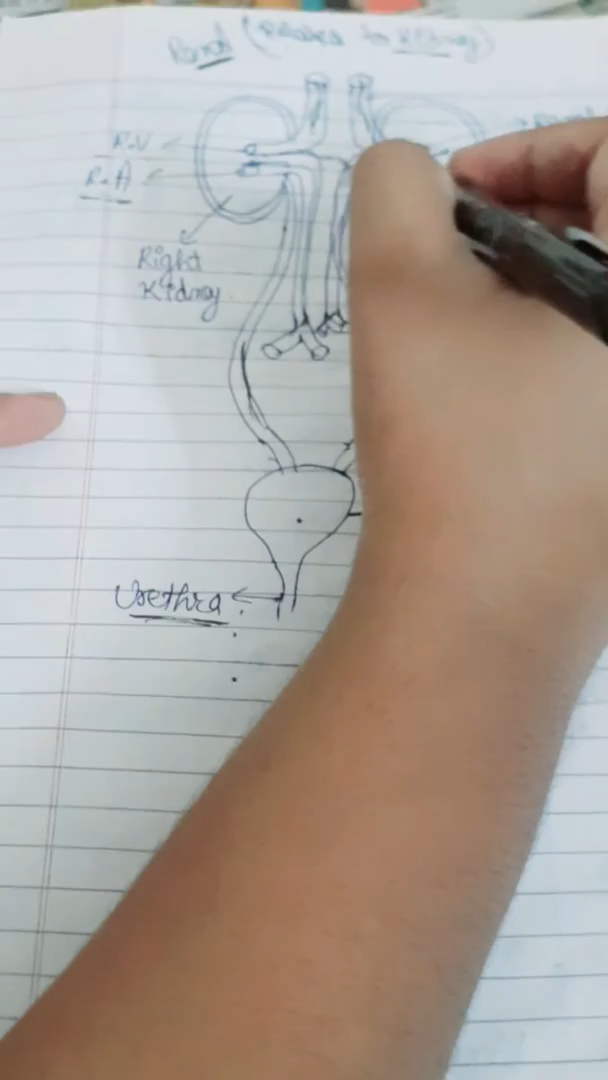 Renal (Relates to Kidney)
R.V
R.A
Right
Kidney
Urethra